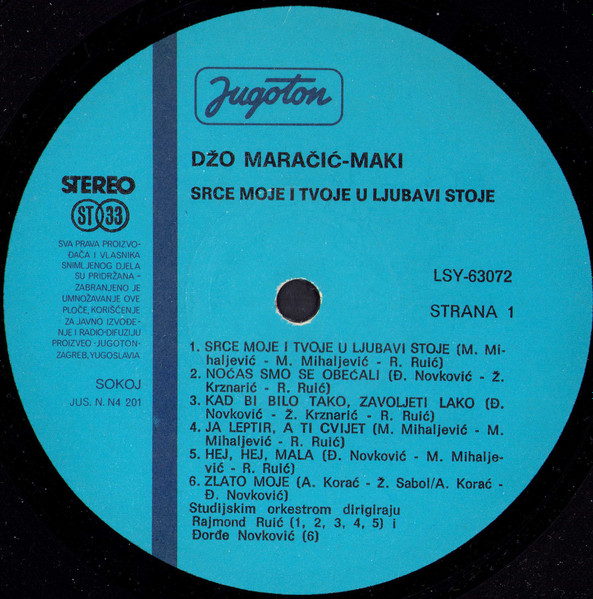 Jugoton
DŽO MARAČIĆ-MAKI
SRCE MOJE I TVOJE U LJUBAVI STOJE
STEREO
ST 33
SVA PRAVA PROIZVO-
ĐAČA I VLASNIKA
SNIMLJENOG DJELA
SU PRIDRŽANA -
ZABRANJENO JE
UMNOŽAVANJE OVE
PLOČE, KORIŠĆENJE
ZA JAVNO IZVOĐE-
NJE I RADIO-DIFUZIJU
PROIZVEO -JUGOTON-
ZAGREB, YUGOSLAVIA
SOKOJ
JUS. N. N4 201
LSY-63072
STRANA 1
1. SRCE MOJE I TVOJE U LJUBAVI STOJE (M. Mi-
haljević - M. Mihaljević - R. Ruić)
2. NOĆAS SMO SE OBEĆALI (Đ. Novković - Ž.
Krznarić - R. Ruić)
3. KAD BI BILO TAKO, ZAVOLJETI LAKO (Đ.
Novković - Ž. Krznarić - R. Ruić)
4. JA LEPTIR, A TI CVIJET (M. Mihaljević - M.
Mihaljević - R. Ruić)
5. HEJ, HEJ, MALA (Đ. Novković - M. Mihalje-
vić - R. Ruić)
6. ZLATO MOJE (A. Korać - Ž. Sabol/A. Korać -
Đ. Novković)
Studijskim orkestrom dirigiraju
Rajmond Ruić (1, 2, 3, 4, 5) i
Đorđe Novković (6)